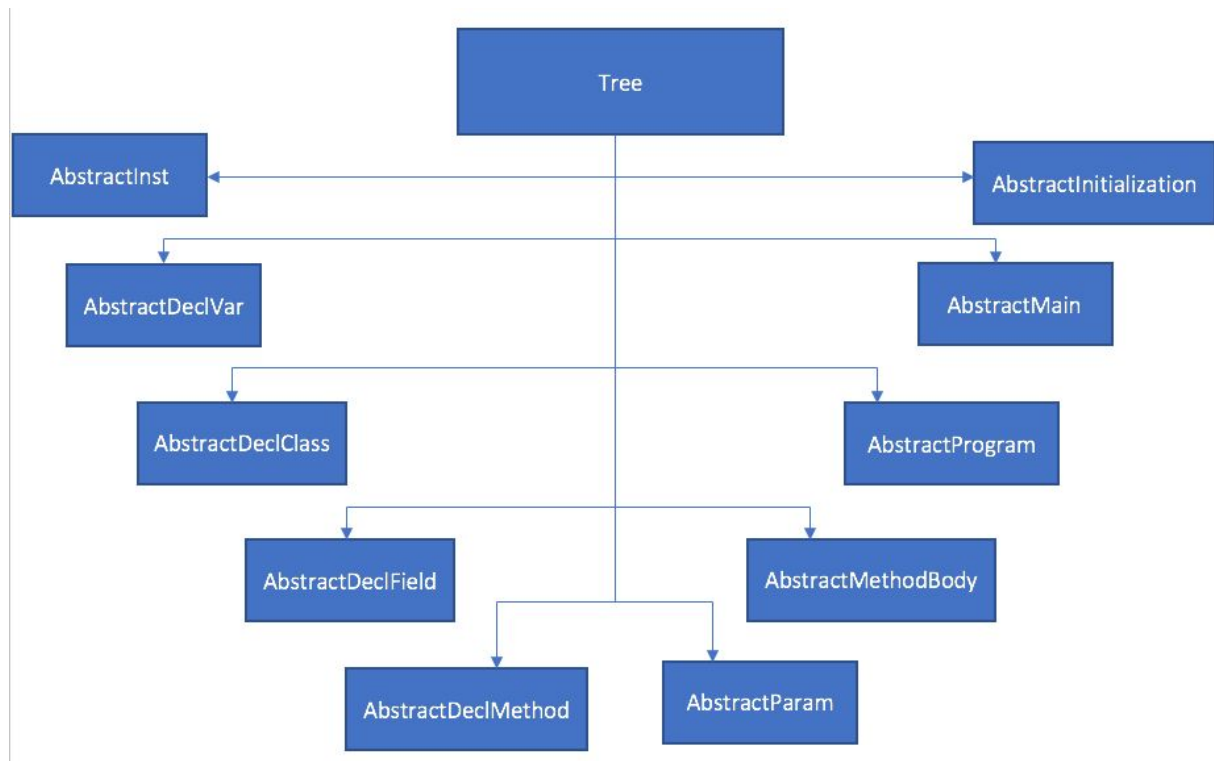 Tree
AbstractInst
AbstractInitialization
AbstractDeclVar
AbstractMain
AbstractDeclClass
AbstractProgram
AbstractDeclField
AbstractMethodBody
AbstractDeclMethod
AbstractParam